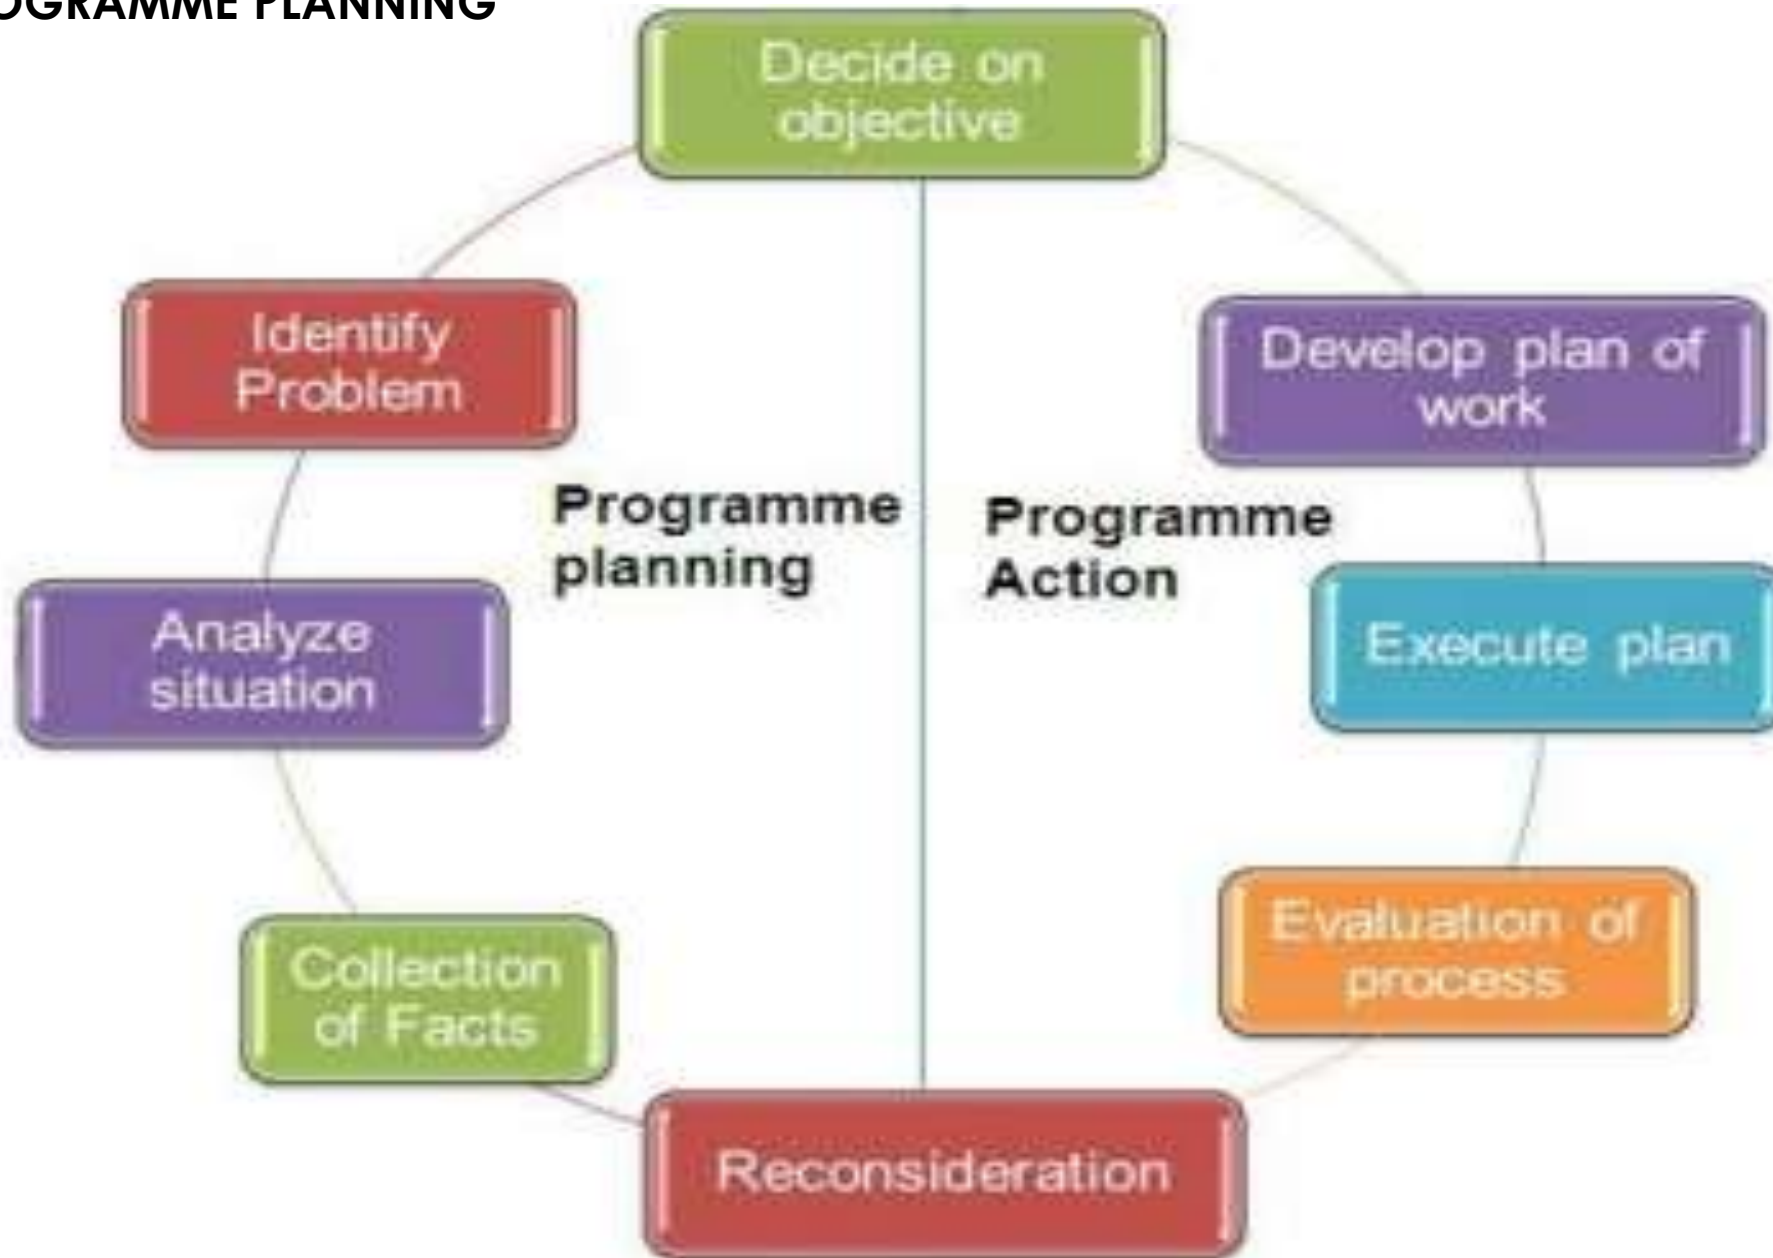 OGRAMME PLANNING
Decide on
objective
Identify
Problem
Develop plan of
work
Programme
planning
Programme
Action
Analyze
situation
Execute plan
Evaluation of
process
Collection
of Facts
Reconsideration